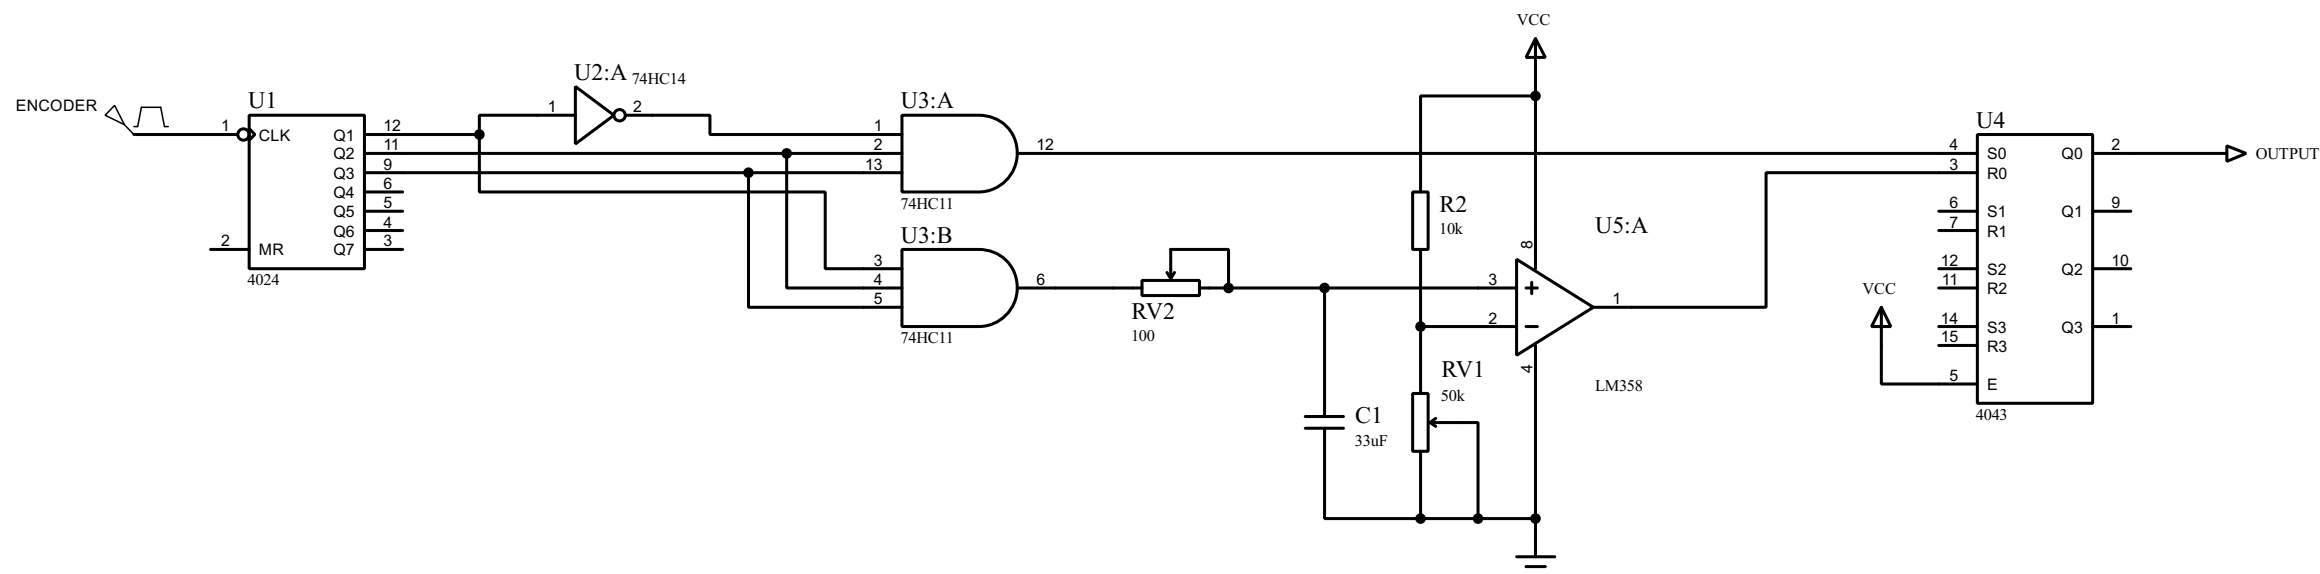 VCC
U2:A 74HC14
ENCODER
U1
1 CLK
Q1 12
Q2 11
Q3 9
Q4 6
Q5 5
Q6 4
Q7 3
2 MR
4024
1 2
U3:A
1
2
13
12
74HC11
U3:B
3
4
5
6
74HC11
RV2
100
C1
33uF
R2
10k
RV1
50k
U5:A
8
3 +
2 −
1
4
LM358
VCC
U4
4 S0 Q0 2
OUTPUT
3 R0
6 S1 Q1 9
7 R1
12 S2 Q2 10
11 R2
14 S3 Q3 1
15 R3
5 E
4043